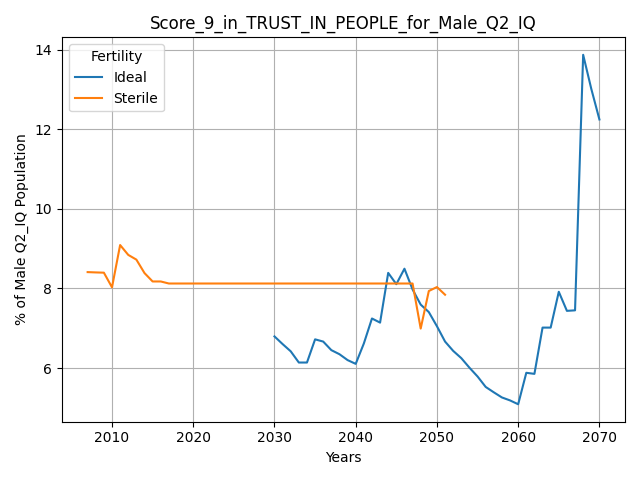 Score_9_in_TRUST_IN_PEOPLE_for_Male_Q2_IQ
Fertility
Ideal
Sterile
% of Male Q2_IQ Population
14
12
10
8
6
2010 2020 2030 2040 2050 2060 2070
Years